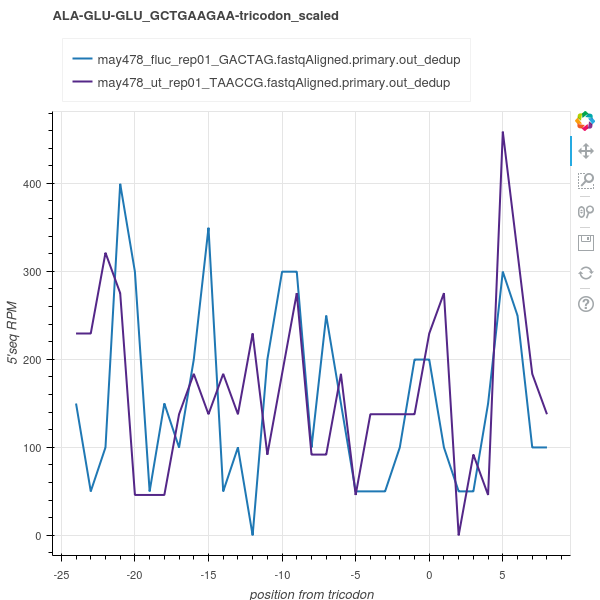 ALA-GLU-GLU_GCTGAAGAA-tricodon_scaled
may478_fluc_rep01_GACTAG.fastqAligned.primary.out_dedup
may478_ut_rep01_TAACCG.fastqAligned.primary.out_dedup
5'seq RPM
400
300
200
100
0
-25 -20 -15 -10 -5 0 5
position from tricodon